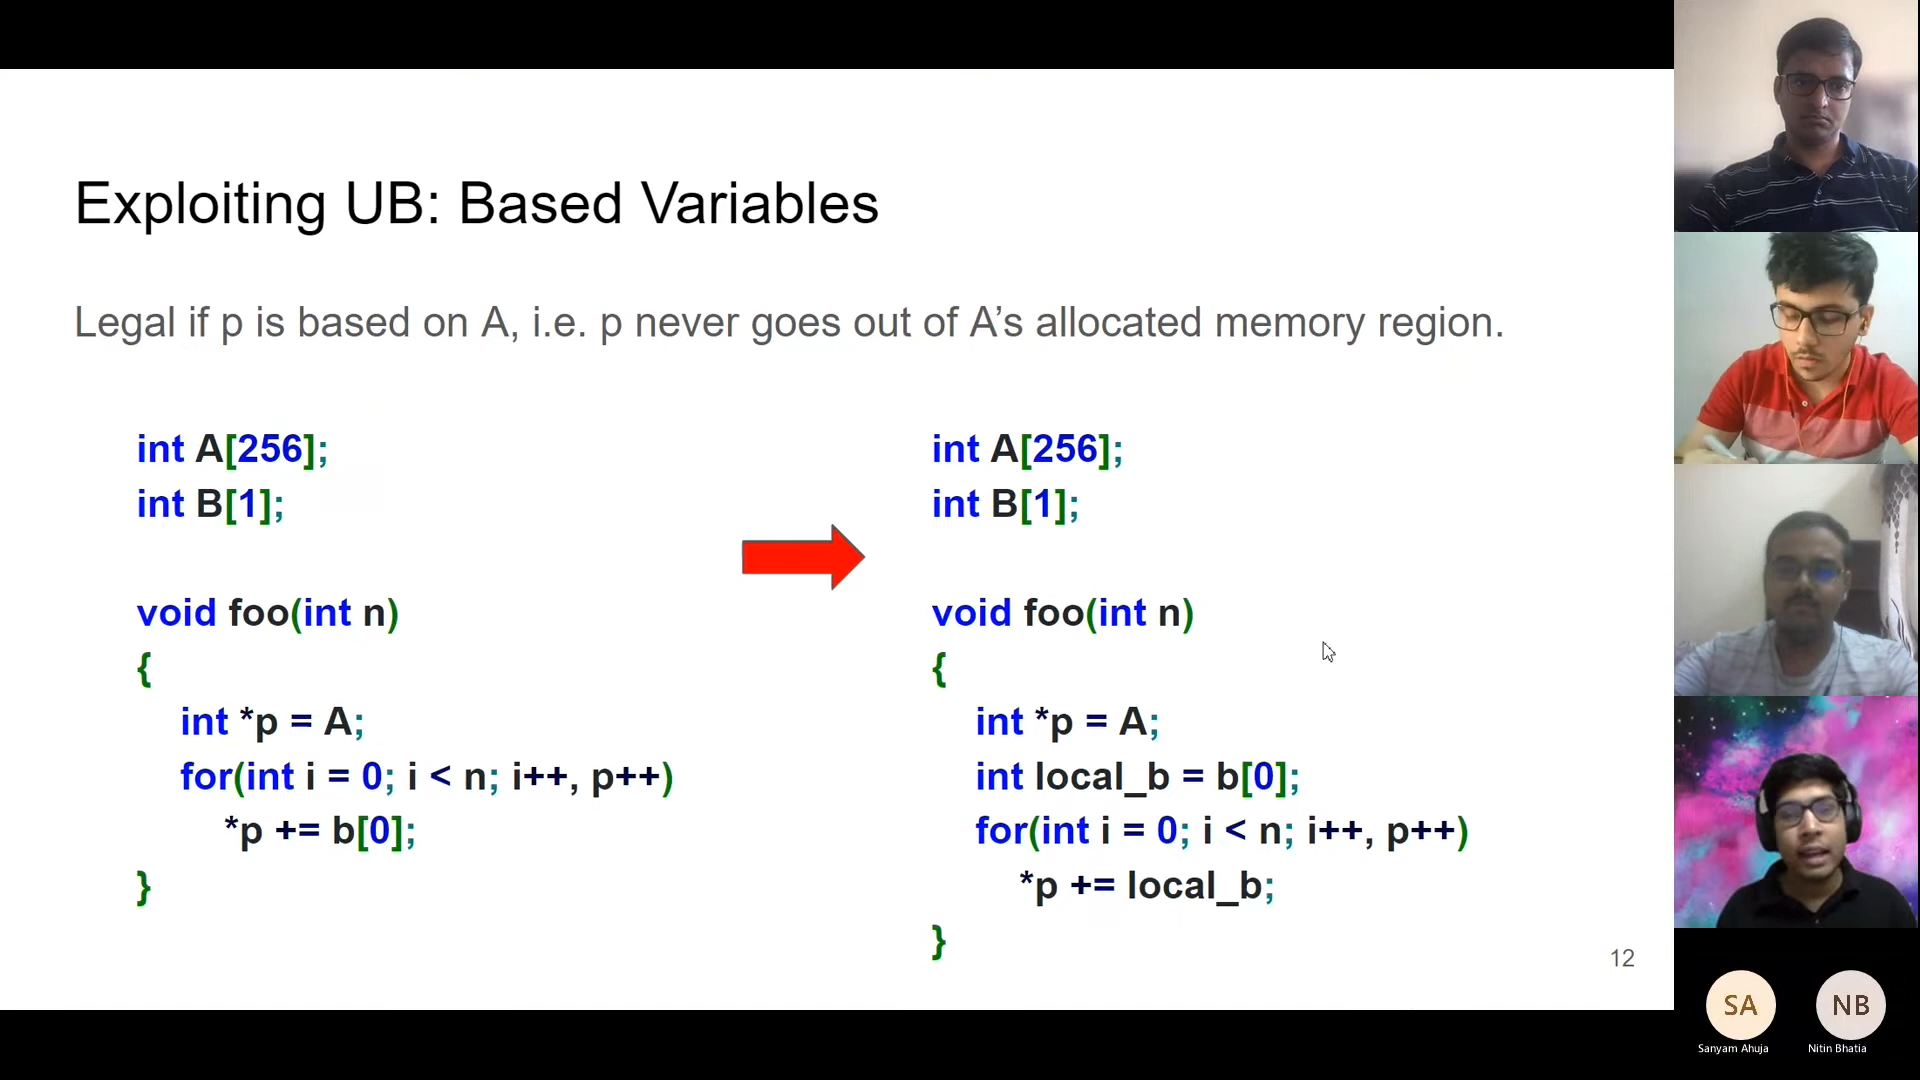 Exploiting UB: Based Variables
Legal if p is based on A, i.e. p never goes out of A’s allocated memory region.
int A[256];
int B[1];
void foo(int n)
{
int *p = A;
for(int i = 0; i < n; i++, p++)
*p += b[0];
}
int A[256];
int B[1];
void foo(int n)
{
int *p = A;
int local_b = b[0];
for(int i = 0; i < n; i++, p++)
*p += local_b;
}
12
SA
NB
Sanyam Ahuja
Nitin Bhatia